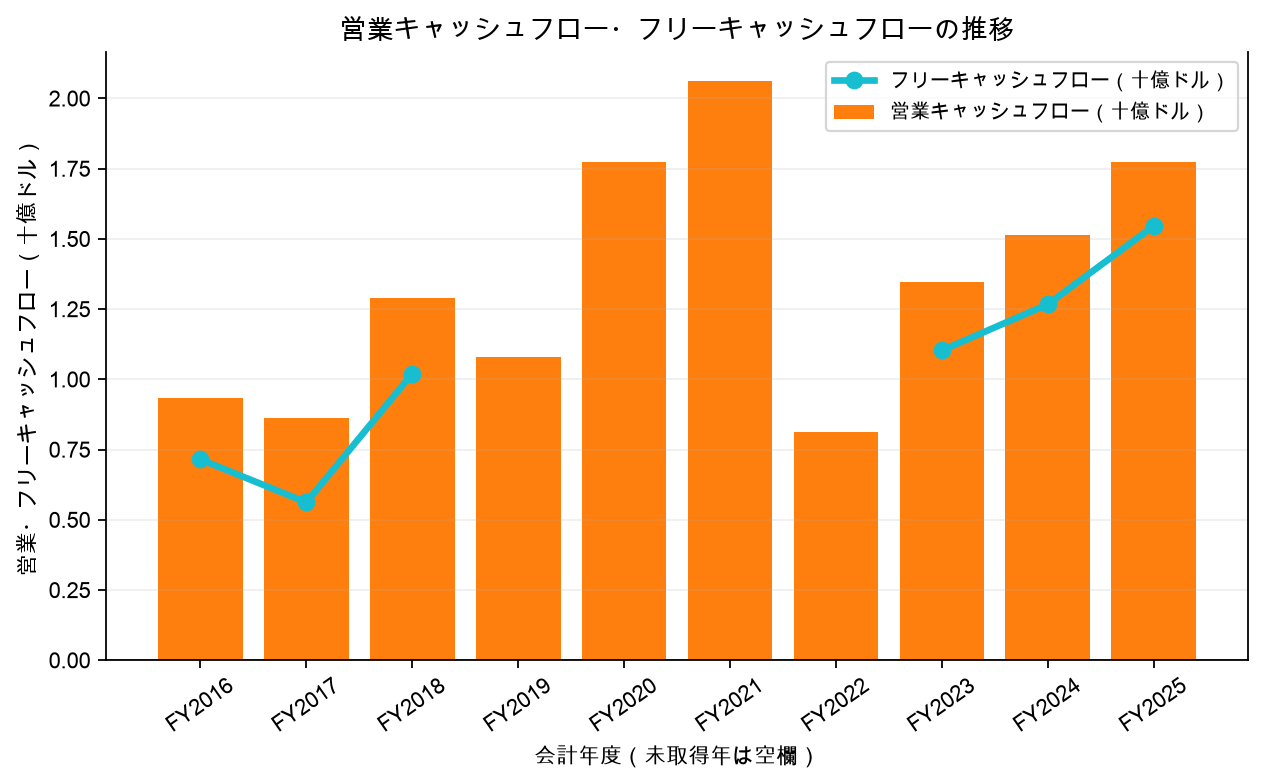 営業キャッシュフロー・フリーキャッシュフローの推移
営業・フリーキャッシュフロー（十億ドル）
2.00
1.75
1.50
1.25
1.00
0.75
0.50
0.25
0.00
フリーキャッシュフロー（十億ドル）
営業キャッシュフロー（十億ドル）
FY2016
FY2017
FY2018
FY2019
FY2020
FY2021
FY2022
FY2023
FY2024
FY2025
会計年度（未取得年は空欄）